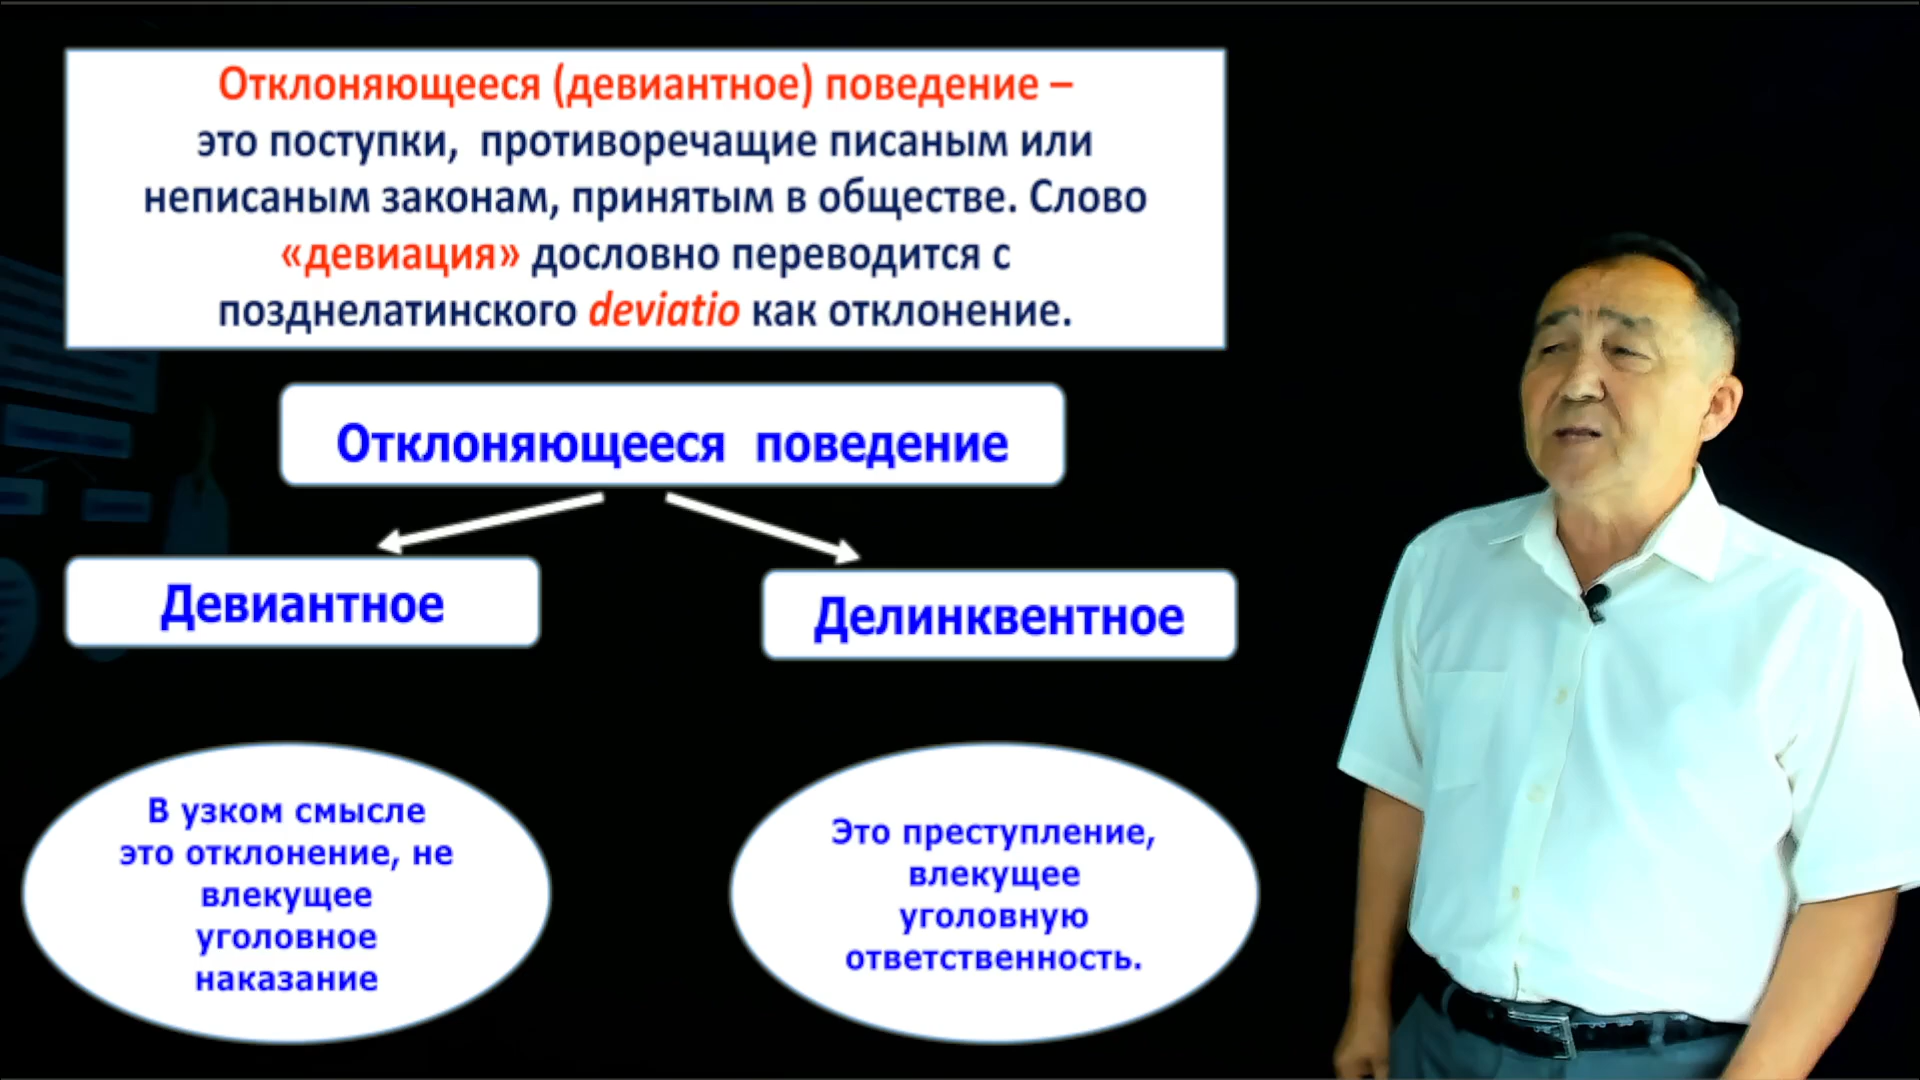 Отклоняющееся (девиантное) поведение –
это поступки, противоречащие писаным или
неписаным законам, принятым в обществе. Слово
«девиация» дословно переводится с
позднелатинского deviatio как отклонение.
Отклоняющееся поведение
Девиантное
Делинквентное
В узком смысле
это отклонение, не
влекущее
уголовное
наказание
Это преступление,
влекущее
уголовную
ответственность.